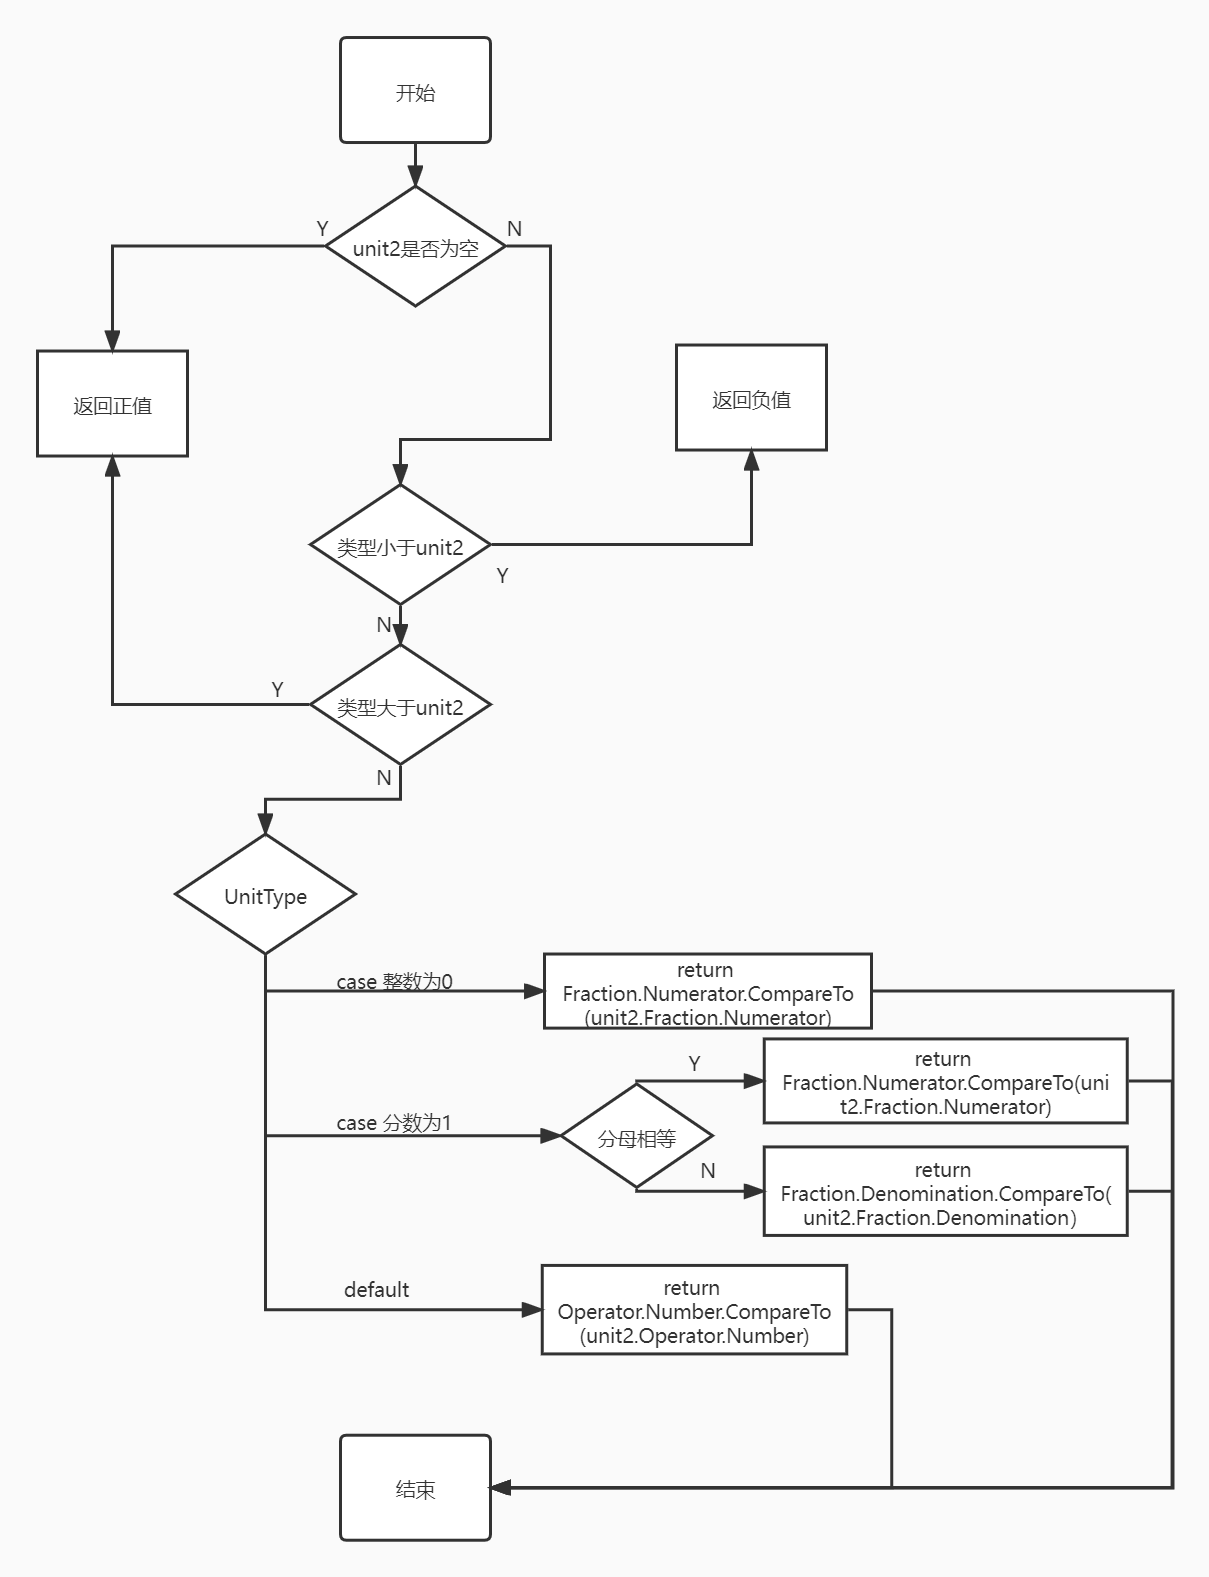 开始
Y
N
unit2是否为空
返回正值
返回负值
类型小于unit2
Y
N
类型大于unit2
Y
N
UnitType
case 整数为0
return
Fraction.Numerator.CompareTo
(unit2.Fraction.Numerator)
Y
return
Fraction.Numerator.CompareTo(uni
t2.Fraction.Numerator)
case 分数为1
分母相等
N
return
Fraction.Denomination.CompareTo(
unit2.Fraction.Denomination）
default
return
Operator.Number.CompareTo
(unit2.Operator.Number)
结束